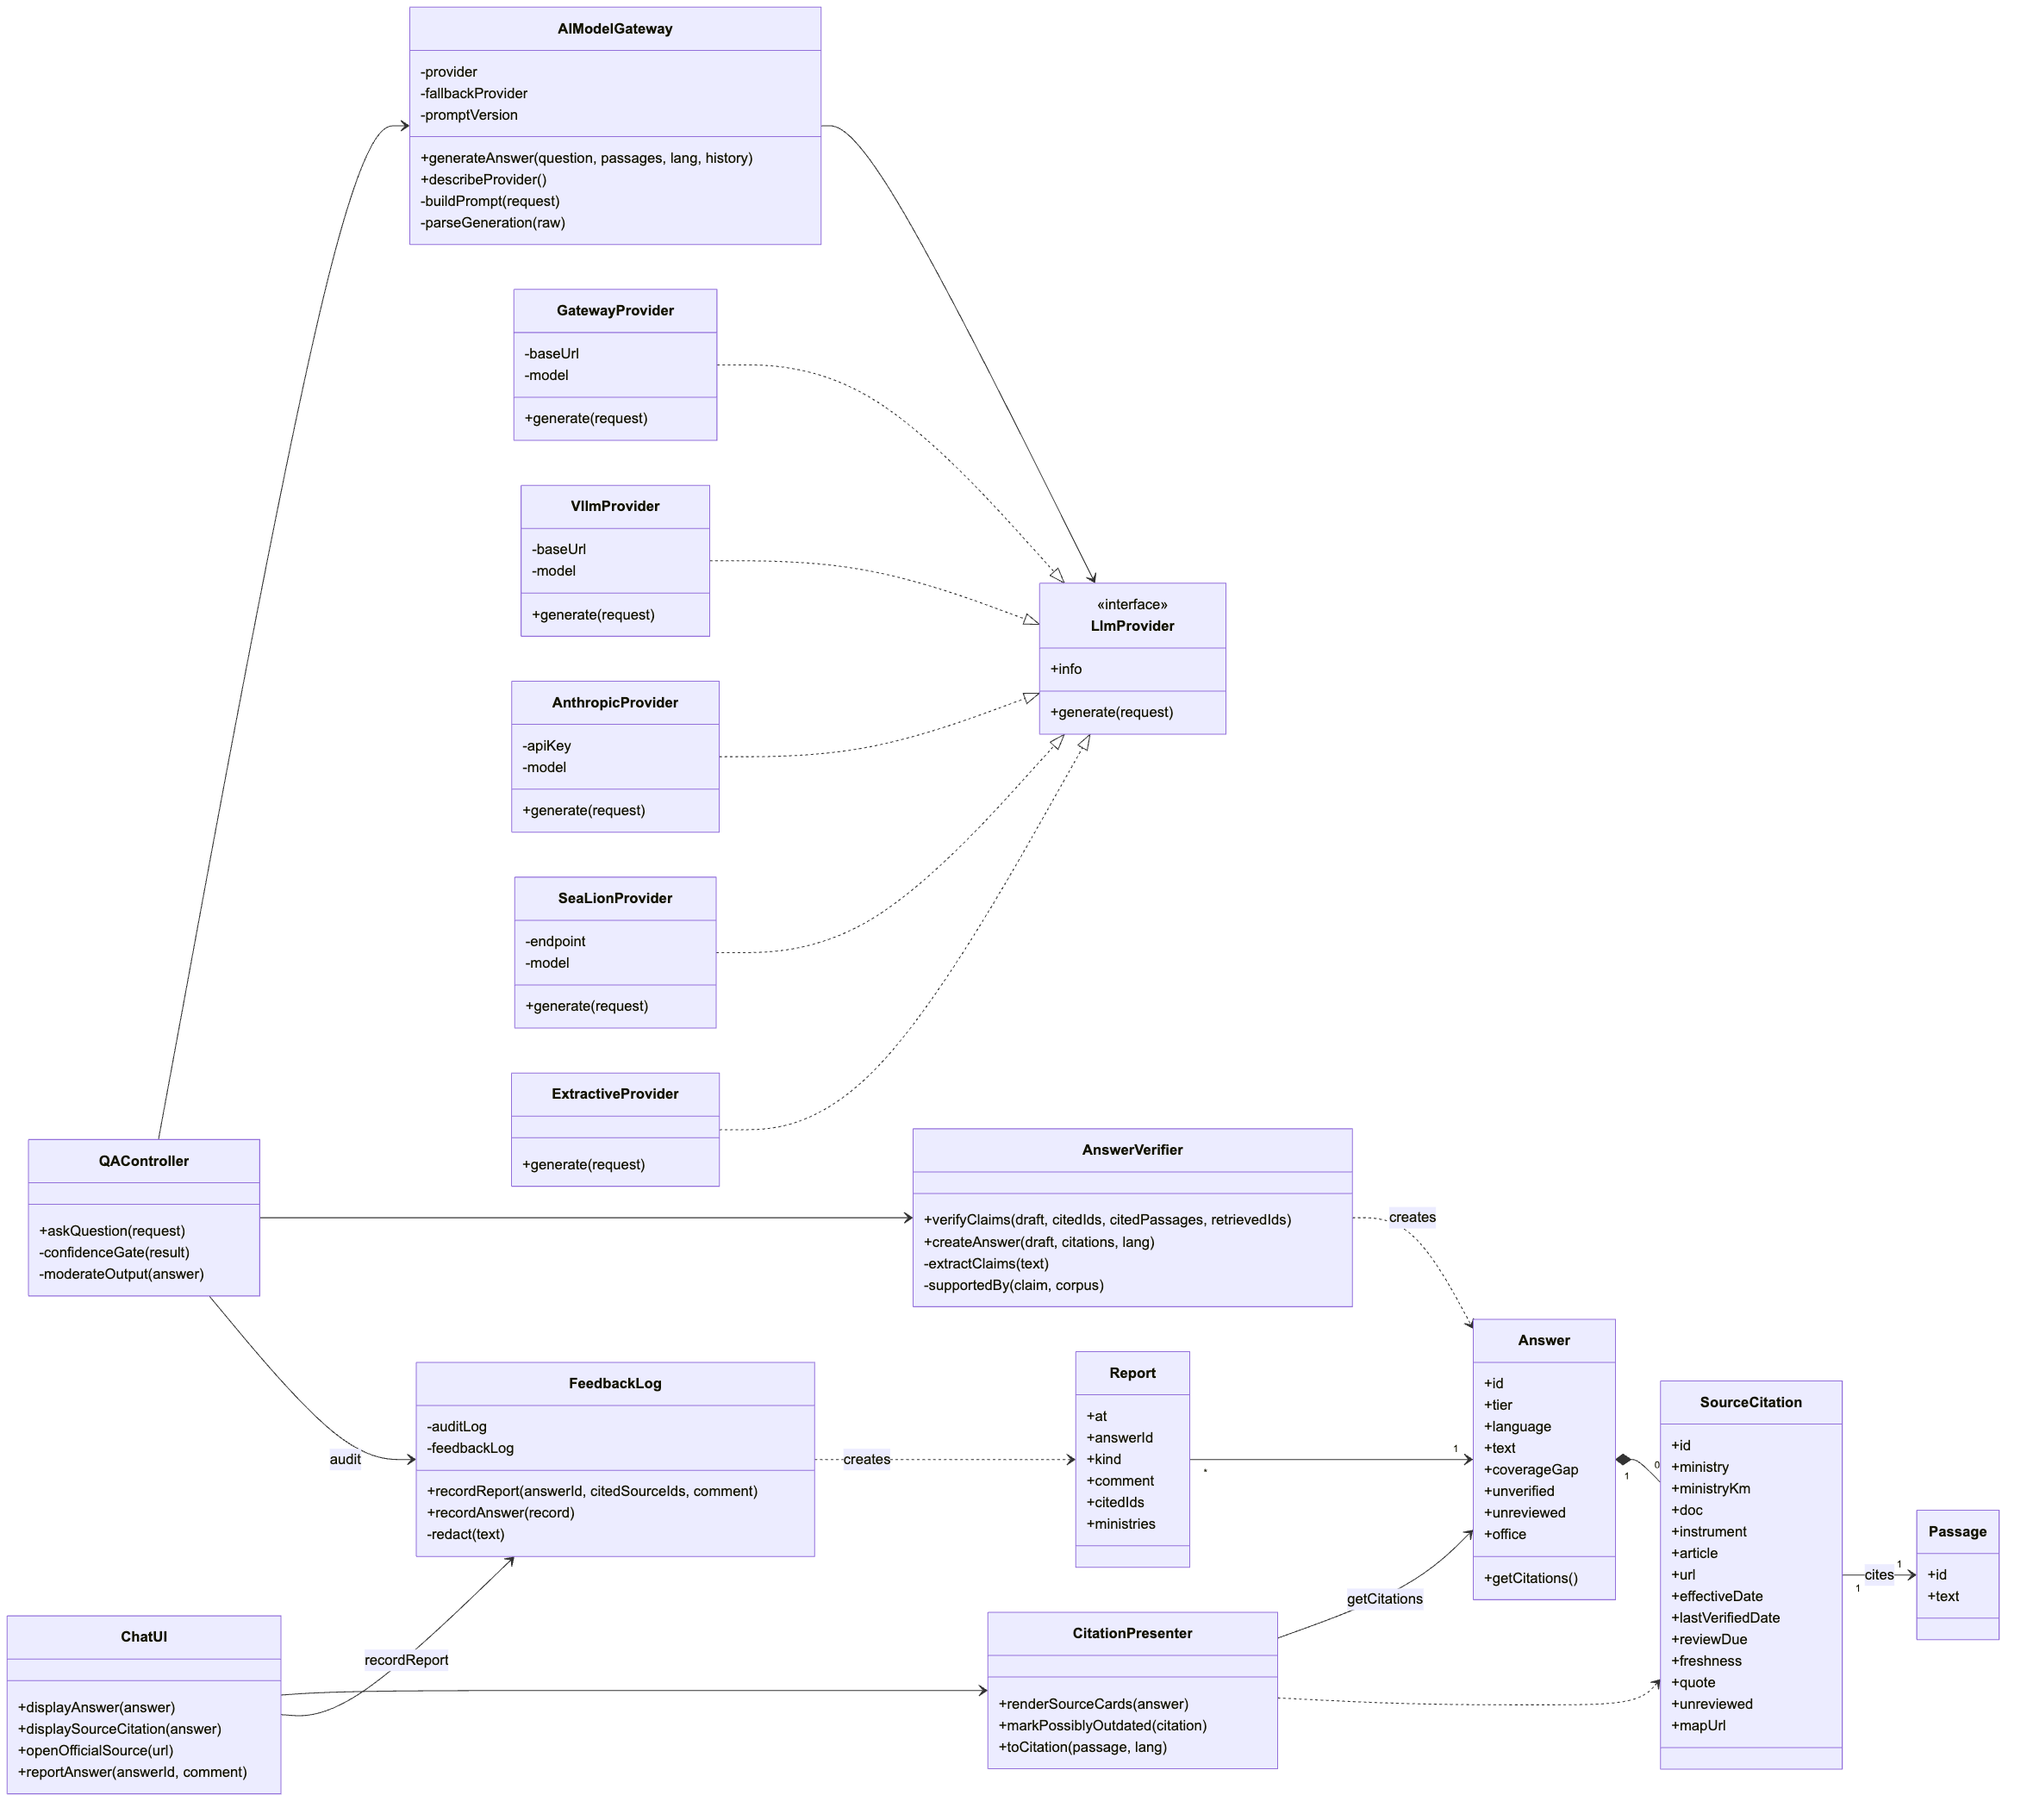 AIModelGateway
-provider
-fallbackProvider
-promptVersion
+generateAnswer(question, passages, lang, history)
+describeProvider()
-buildPrompt(request)
-parseGeneration(raw)
GatewayProvider
-baseUrl
-model
+generate(request)
VllmProvider
-baseUrl
-model
+generate(request)
«interface»
LlmProvider
+info
+generate(request)
AnthropicProvider
-apiKey
-model
+generate(request)
SeaLionProvider
-endpoint
-model
+generate(request)
ExtractiveProvider
+generate(request)
QAController
+askQuestion(request)
-confidenceGate(result)
-moderateOutput(answer)
AnswerVerifier
+verifyClaims(draft, citedIds, citedPassages, retrievedIds)
+createAnswer(draft, citations, lang)
-extractClaims(text)
-supportedBy(claim, corpus)
creates
audit
FeedbackLog
-auditLog
-feedbackLog
+recordReport(answerId, citedSourceIds, comment)
+recordAnswer(record)
-redact(text)
creates
Report
+at
+answerId
+kind
+comment
+citedIds
+ministries
*
1
Answer
+id
+tier
+language
+text
+coverageGap
+unverified
+unreviewed
+office
+getCitations()
1
0
SourceCitation
+id
+ministry
+ministryKm
+doc
+instrument
+article
+url
+effectiveDate
+lastVerifiedDate
+reviewDue
+freshness
+quote
+unreviewed
+mapUrl
1
cites
1
Passage
+id
+text
ChatUI
+displayAnswer(answer)
+displaySourceCitation(answer)
+openOfficialSource(url)
+reportAnswer(answerId, comment)
recordReport
CitationPresenter
+renderSourceCards(answer)
+markPossiblyOutdated(citation)
+toCitation(passage, lang)
getCitations